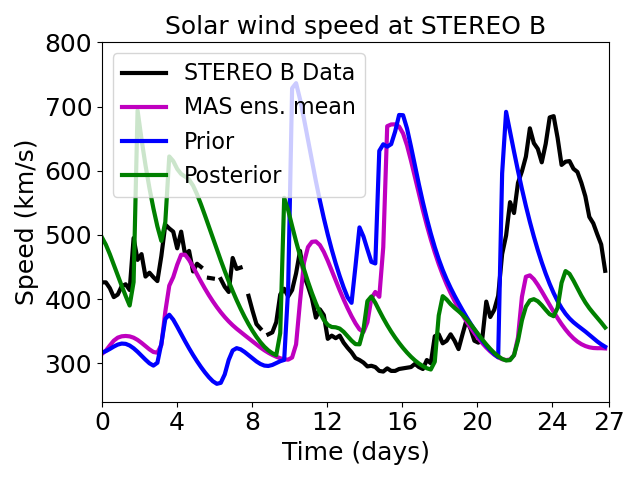 Solar wind speed at STEREO B
800
700
600
500
400
300
Speed (km/s)
STEREO B Data
MAS ens. mean
Prior
Posterior
0 4 8 12 16 20 24 27
Time (days)